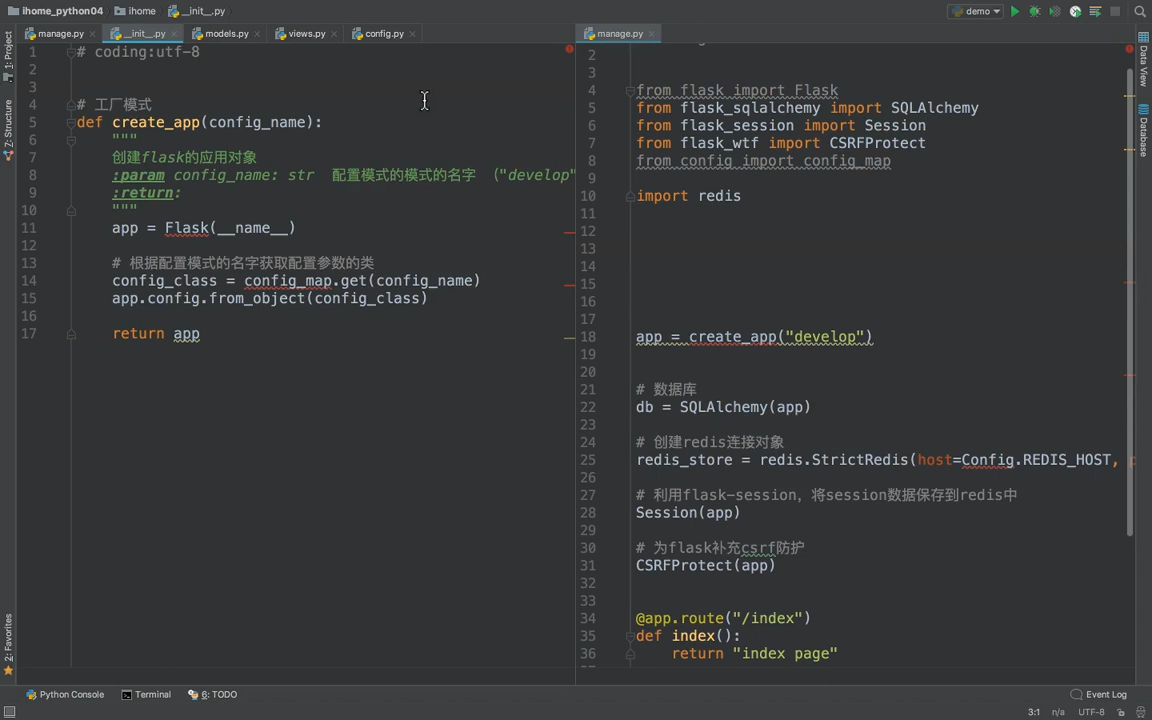 ihome_python04 ihome __init__.py demo
manage.py __init__.py models.py views.py config.py manage.py
1: Project
Z: Structure
2: Favorites
Data View
Database
1 # coding:utf-8
2
3
4 # 工厂模式
5 def create_app(config_name):
6 """
7 创建flask的应用对象
8 :param config_name: str 配置模式的模式的名字 ("develop"
9 :return:
10 """
11 app = Flask(__name__)
12
13 # 根据配置模式的名字获取配置参数的类
14 config_class = config_map.get(config_name)
15 app.config.from_object(config_class)
16
17 return app
2
3
4 from flask import Flask
5 from flask_sqlalchemy import SQLAlchemy
6 from flask_session import Session
7 from flask_wtf import CSRFProtect
8 from config import config_map
9
10 import redis
11
12
13
14
15
16
17
18 app = create_app("develop")
19
20
21 # 数据库
22 db = SQLAlchemy(app)
23
24 # 创建redis连接对象
25 redis_store = redis.StrictRedis(host=Config.REDIS_HOST,
26
27 # 利用flask-session，将session数据保存到redis中
28 Session(app)
29
30 # 为flask补充csrf防护
31 CSRFProtect(app)
32
33
34 @app.route("/index")
35 def index():
36 return "index page"
Python Console Terminal 6: TODO Event Log
3:1 n/a UTF-8